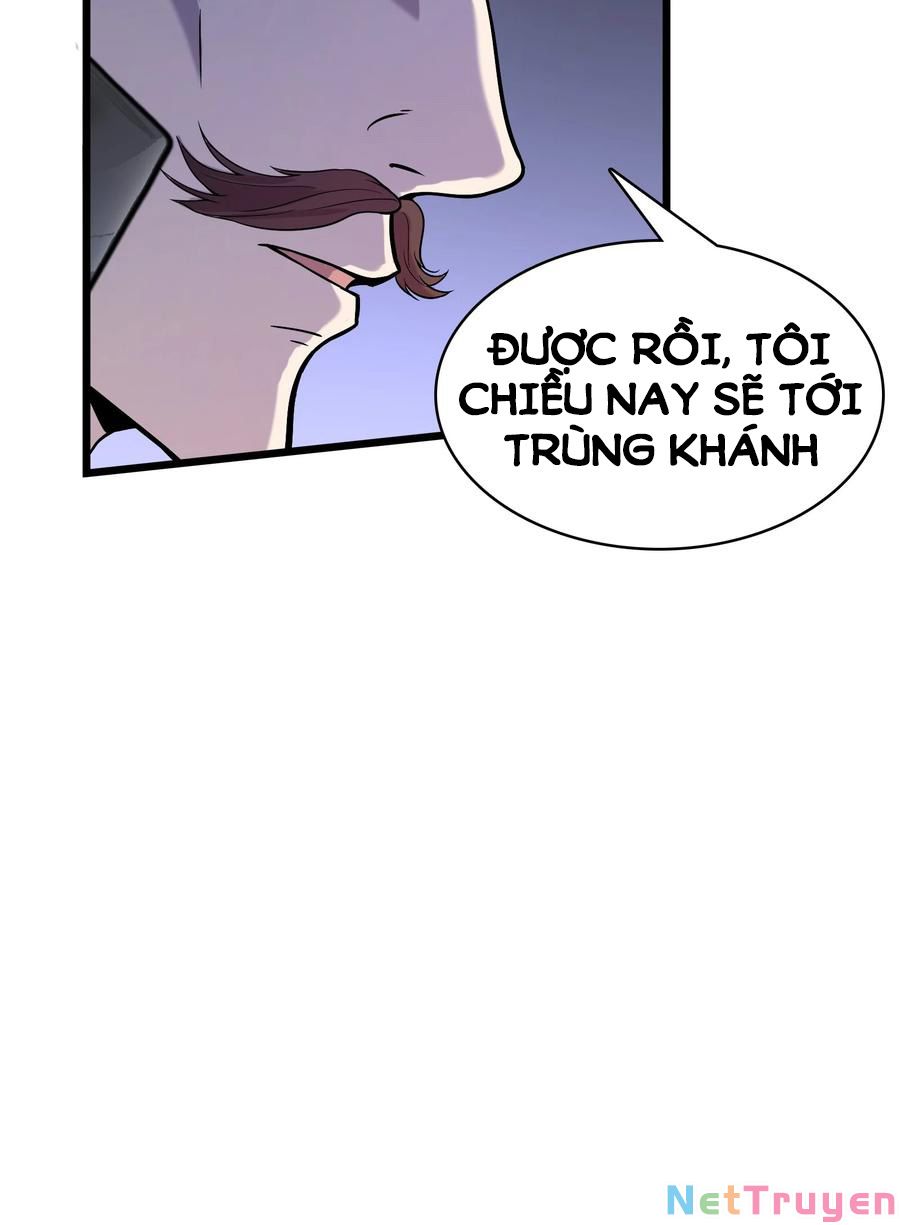 ĐƯỢC RỒI, TÔI
CHIỀU NAY SẼ TỚI
TRÙNG KHÁNH
NetTruyen